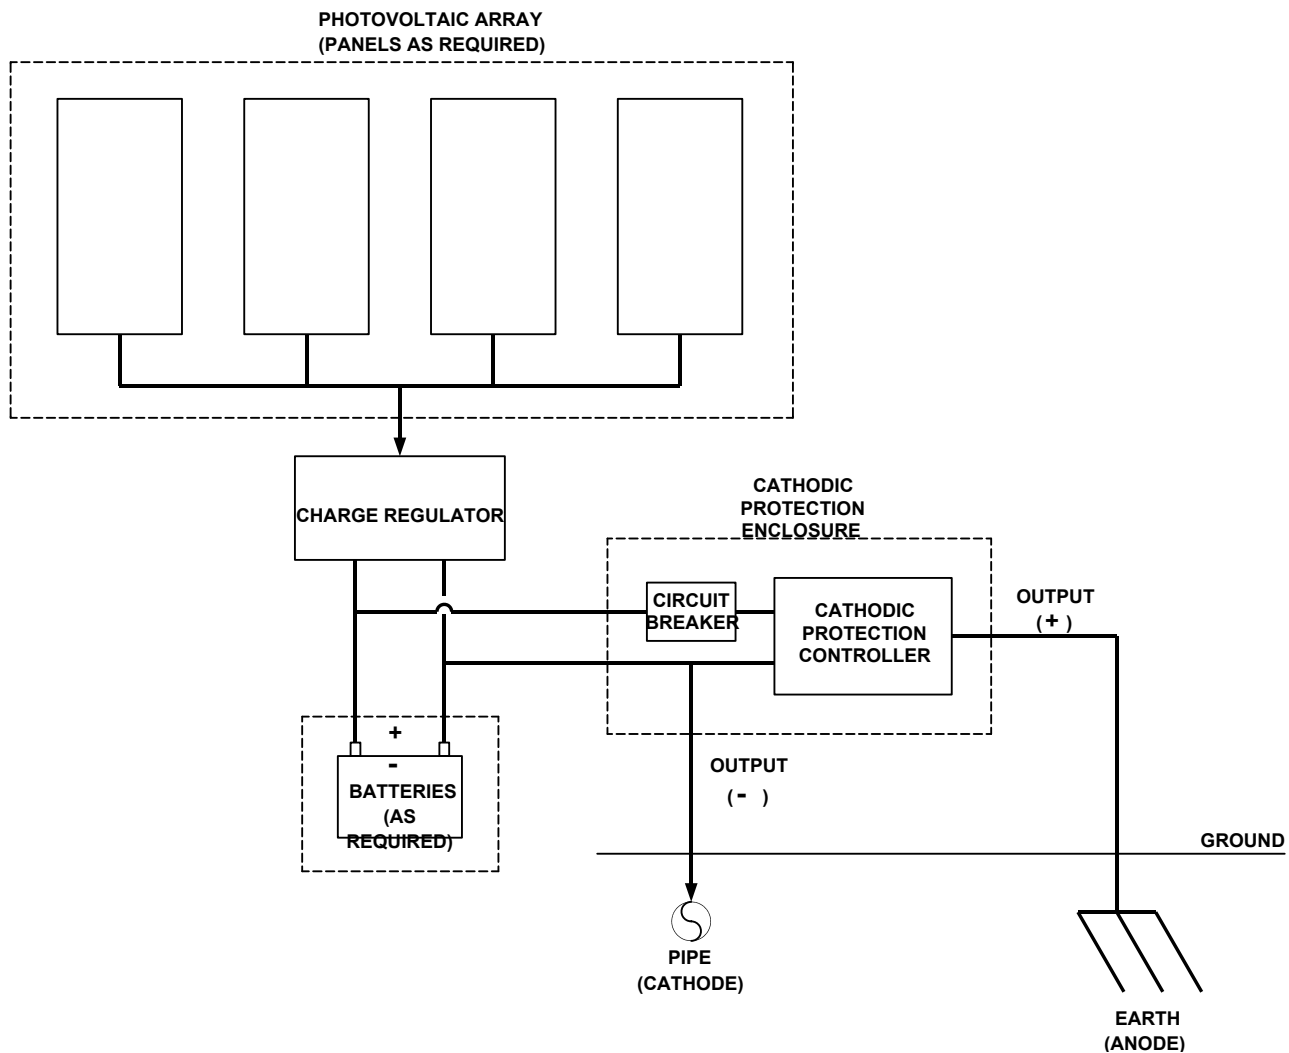 PHOTOVOLTAIC ARRAY
(PANELS AS REQUIRED)
CHARGE REGULATOR
CATHODIC
PROTECTION
ENCLOSURE
CIRCUIT
BREAKER
CATHODIC
PROTECTION
CONTROLLER
OUTPUT
(+)
+
-
BATTERIES
(AS
REQUIRED)
OUTPUT
(- )
GROUND
PIPE
(CATHODE)
EARTH
(ANODE)